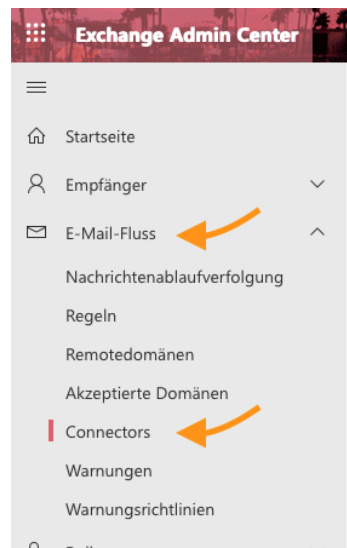 Exchange Admin Center
Startseite
Empfänger
E-Mail-Fluss
Nachrichtenablaufverfolgung
Regeln
Remotedomänen
Akzeptierte Domänen
Connectors
Warnungen
Warnungsrichtlinien